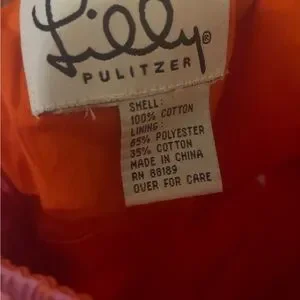 Lilly®
PULITZER
SHELL:
100% COTTON
LINING:
65% POLYESTER
35% COTTON
MADE IN CHINA
RN 88189
OVER FOR CARE